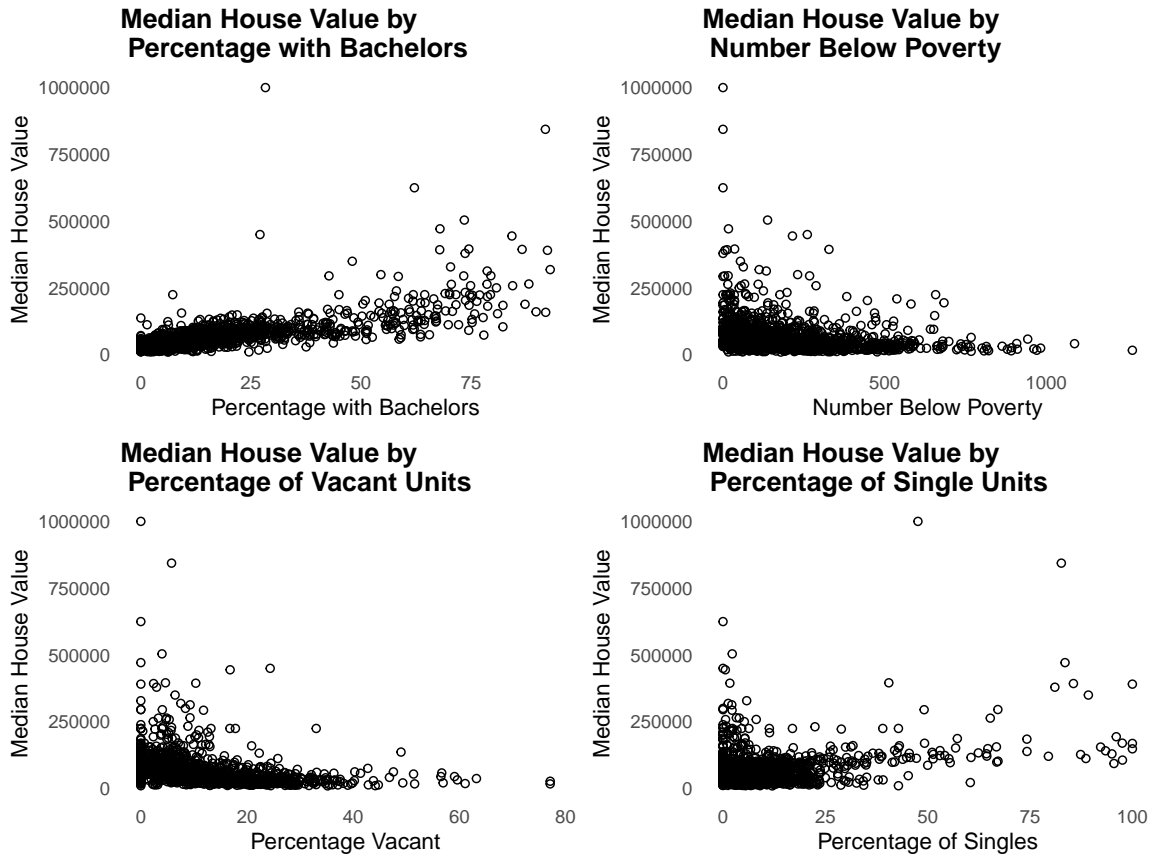 Median House Value by
Percentage with Bachelors
1000000
750000
500000
250000
0
Median House Value
0 25 50 75
Percentage with Bachelors
Median House Value by
Number Below Poverty
1000000
750000
500000
250000
0
Median House Value
0 500 1000
Number Below Poverty
Median House Value by
Percentage of Vacant Units
1000000
750000
500000
250000
0
Median House Value
0 20 40 60 80
Percentage Vacant
Median House Value by
Percentage of Single Units
1000000
750000
500000
250000
0
Median House Value
0 25 50 75 100
Percentage of Singles